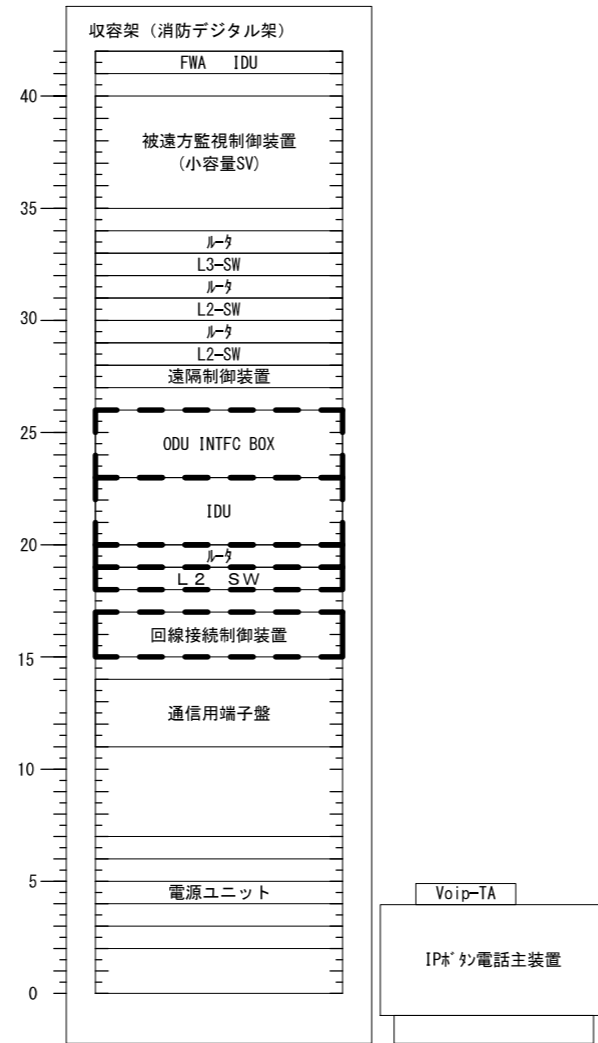 収容架（消防デジタル架）
FWA IDU
40
被遠方監視制御装置
(小容量SV)
35
ﾙｰﾀ
L3-SW
ﾙｰﾀ
L2-SW
30
ﾙｰﾀ
L2-SW
遠隔制御装置
25
ODU INTFC BOX
IDU
20
ﾙｰﾀ
Ｌ２　ＳＷ
回線接続制御装置
15
通信用端子盤
10
5
電源ユニット
Voip-TA
IPﾎﾞﾀﾝ電話主装置
0